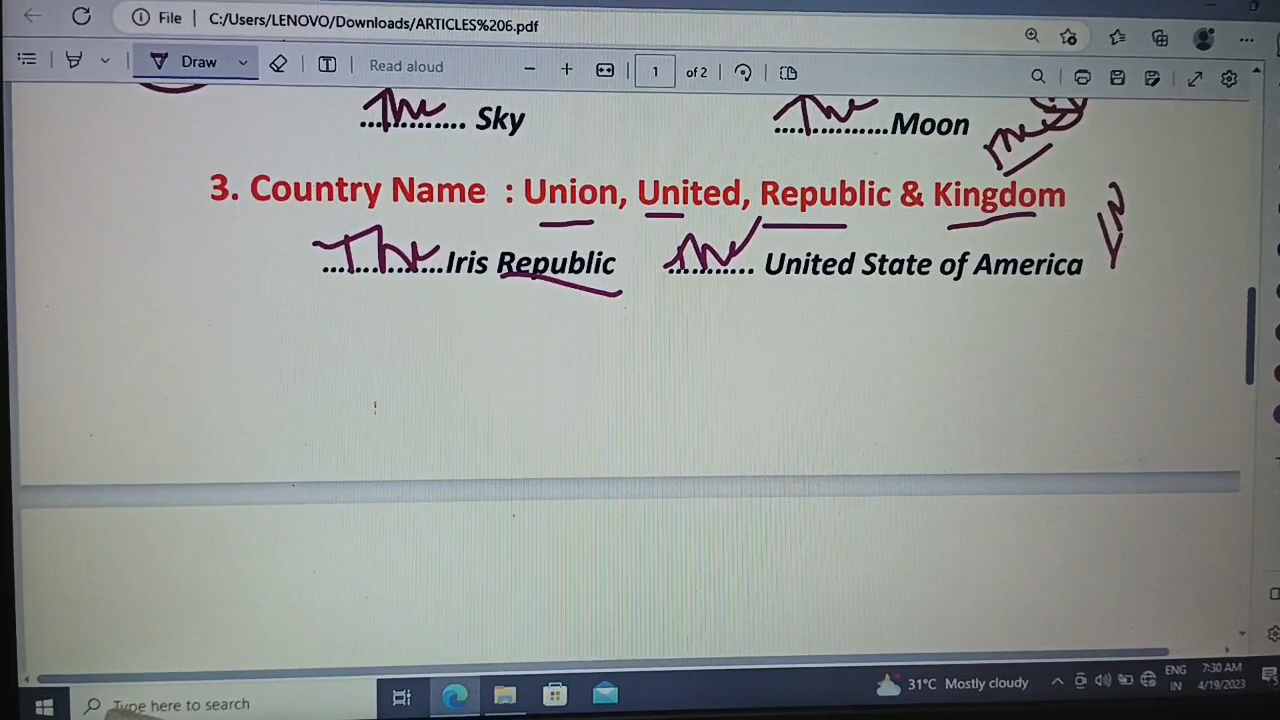 File C:/Users/LENOVO/Downloads/ARTICLES%206.pdf
Draw Read aloud 1 of 2
The ............. Sky The ...............Moon
3. Country Name : Union, United, Republic & Kingdom
The ................Iris Republic The ........... United State of America
Type here to search
31°C Mostly cloudy ENG IN 7:30 AM 4/19/2023